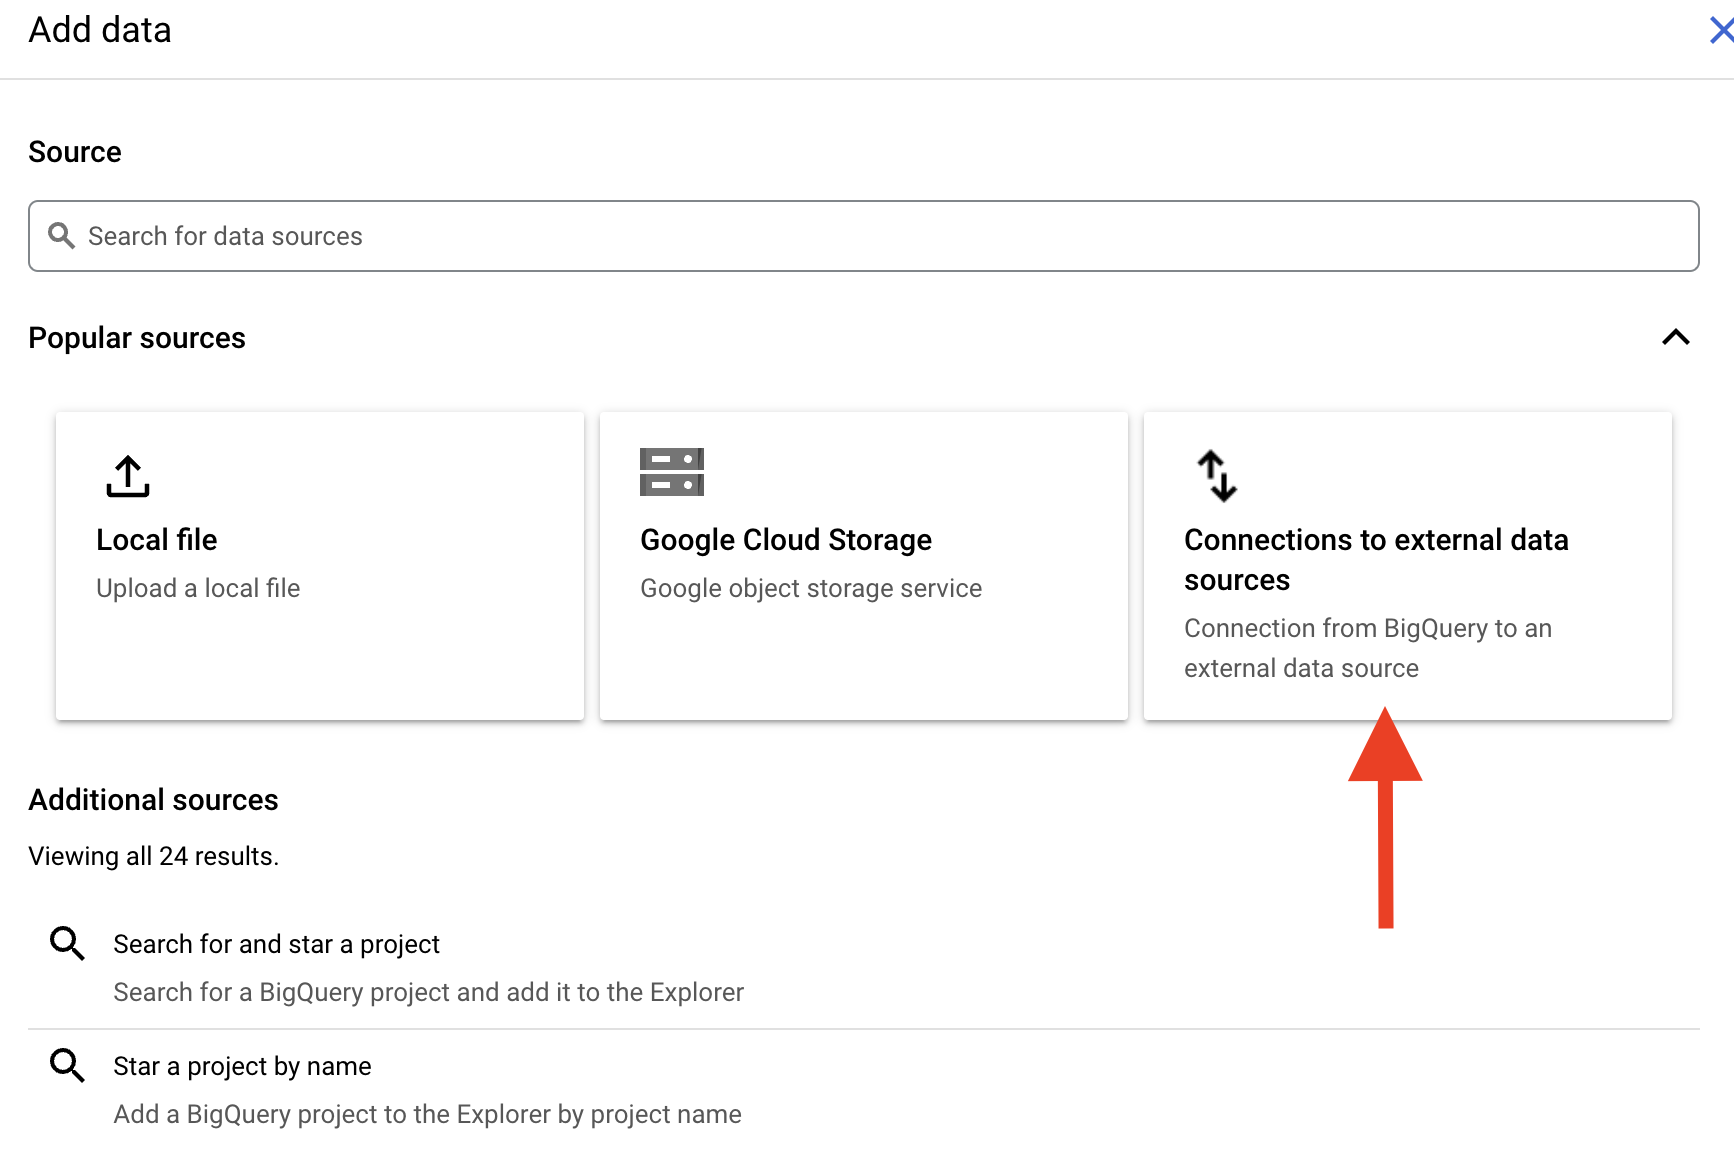 Add data
Source
Search for data sources
Popular sources
Local file
Upload a local file
Google Cloud Storage
Google object storage service
Connections to external data
sources
Connection from BigQuery to an
external data source
Additional sources
Viewing all 24 results.
Search for and star a project
Search for a BigQuery project and add it to the Explorer
Star a project by name
Add a BigQuery project to the Explorer by project name